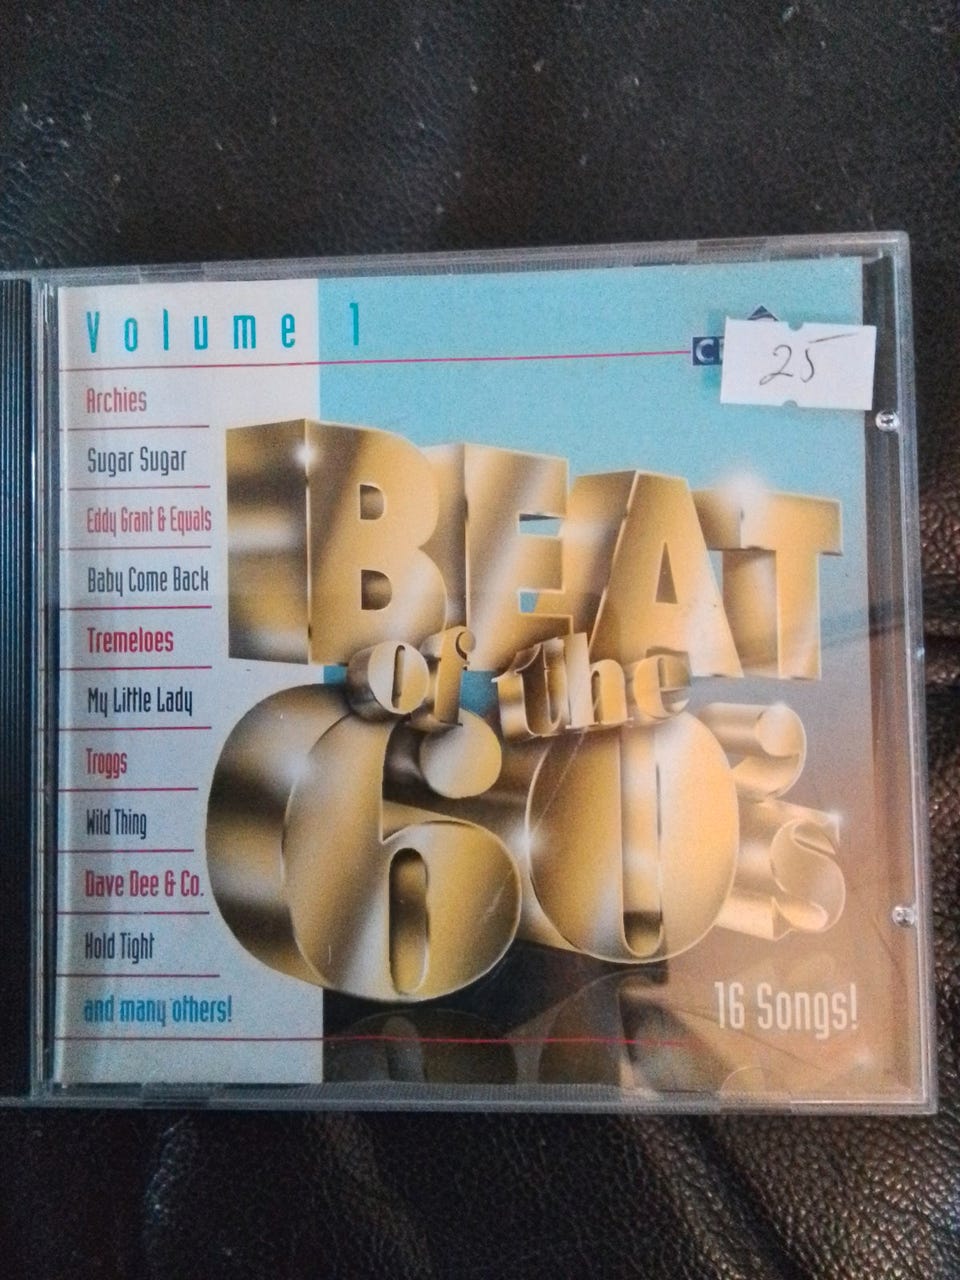 Volume 1
25
Archies
Sugar Sugar
Eddy Grant & Equals
Baby Come Back
Tremeloes
My Little Lady
Troggs
Wild Thing
Dave Dee & Co.
Hold Tight
and many others!
BEAT
of the
60's
16 Songs!